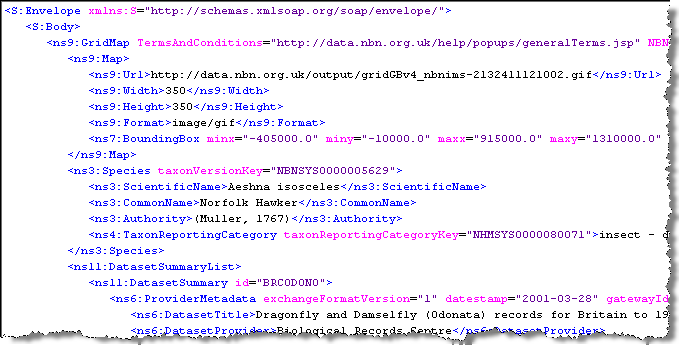 <S:Envelope xmlns:S="http://schemas.xmlsoap.org/soap/envelope/">
<S:Body>
<ns9:GridMap TermsAndConditions="http://data.nbn.org.uk/help/popups/generalTerms.jsp" NBN
<ns9:Map>
<ns9:Url>http://data.nbn.org.uk/output/gridGBv4_nbnims-2132411121002.gif</ns9:Url>
<ns9:Width>350</ns9:Width>
<ns9:Height>350</ns9:Height>
<ns9:Format>image/gif</ns9:Format>
<ns7:BoundingBox minx="-405000.0" miny="-10000.0" maxx="915000.0" maxy="1310000.0"
</ns9:Map>
<ns3:Species taxonVersionKey="NBNSYS0000005629">
<ns3:ScientificName>Aeshna isosceles</ns3:ScientificName>
<ns3:CommonName>Norfolk Hawker</ns3:CommonName>
<ns3:Authority>(Muller, 1767)</ns3:Authority>
<ns4:TaxonReportingCategory taxonReportingCategoryKey="NHMSYS0000080071">insect - d
</ns3:Species>
<ns11:DatasetSummaryList>
<ns11:DatasetSummary id="BRCODONO">
<ns6:ProviderMetadata exchangeFormatVersion="1" datestamp="2001-03-28" gatewayId
<ns6:DatasetTitle>Dragonfly and Damselfly (Odonata) records for Britain to 19
<ns6:DatasetProvider>Biological Records Centre</ns6:DatasetProvider>